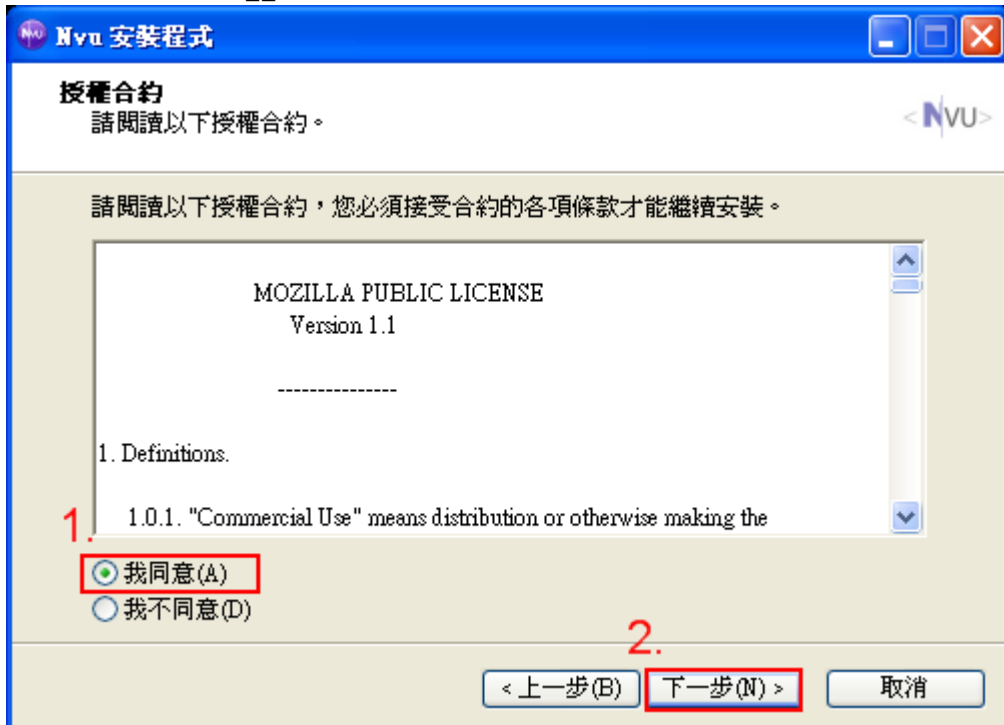 Nvu 安裝程式
授權合約
請閱讀以下授權合約。
<NVU>
請閱讀以下授權合約，您必須接受合約的各項條款才能繼續安裝。
MOZILLA PUBLIC LICENSE
Version 1.1
---------------
1. Definitions.
1.0.1. "Commercial Use" means distribution or otherwise making the
1.
我同意(A)
我不同意(D)
2.
<上一步(B) 下一步(N) > 取消